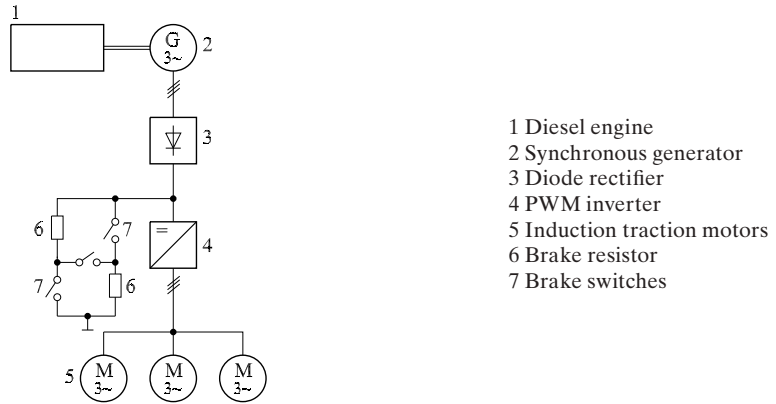 1
G
3~
2
3
6
7
=
4
7
6
5
M
3~
M
3~
M
3~
1 Diesel engine
2 Synchronous generator
3 Diode rectifier
4 PWM inverter
5 Induction traction motors
6 Brake resistor
7 Brake switches